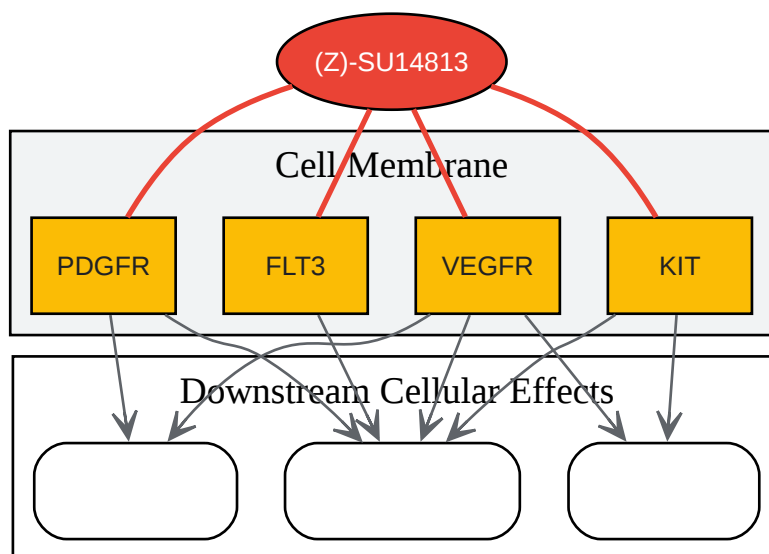 (Z)-SU14813
Cell Membrane
PDGFR
FLT3
VEGFR
KIT
Downstream Cellular Effects